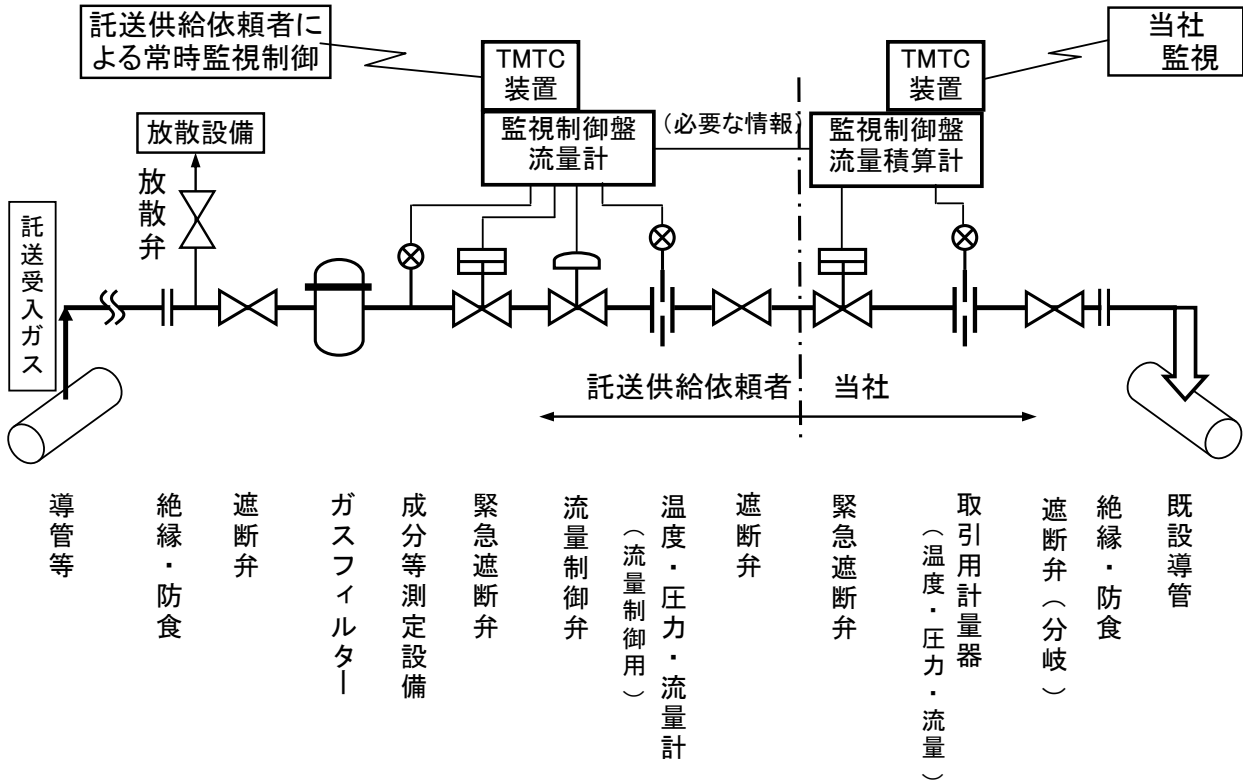 託送供給依頼者に
よる常時監視制御
TMTC
装置
TMTC
装置
当社
監視
放散設備
監視制御盤
流量計
（必要な情報）
監視制御盤
流量積算計
放散弁
託送受入ガス
託送供給依頼者
当社
導管等
絶縁・防食
遮断弁
ガスフィルター
成分等測定設備
緊急遮断弁
流量制御弁
温度・圧力・流量計
（流量制御用）
遮断弁
緊急遮断弁
取引用計量器
（温度・圧力・流量）
遮断弁（分岐）
絶縁・防食
既設導管